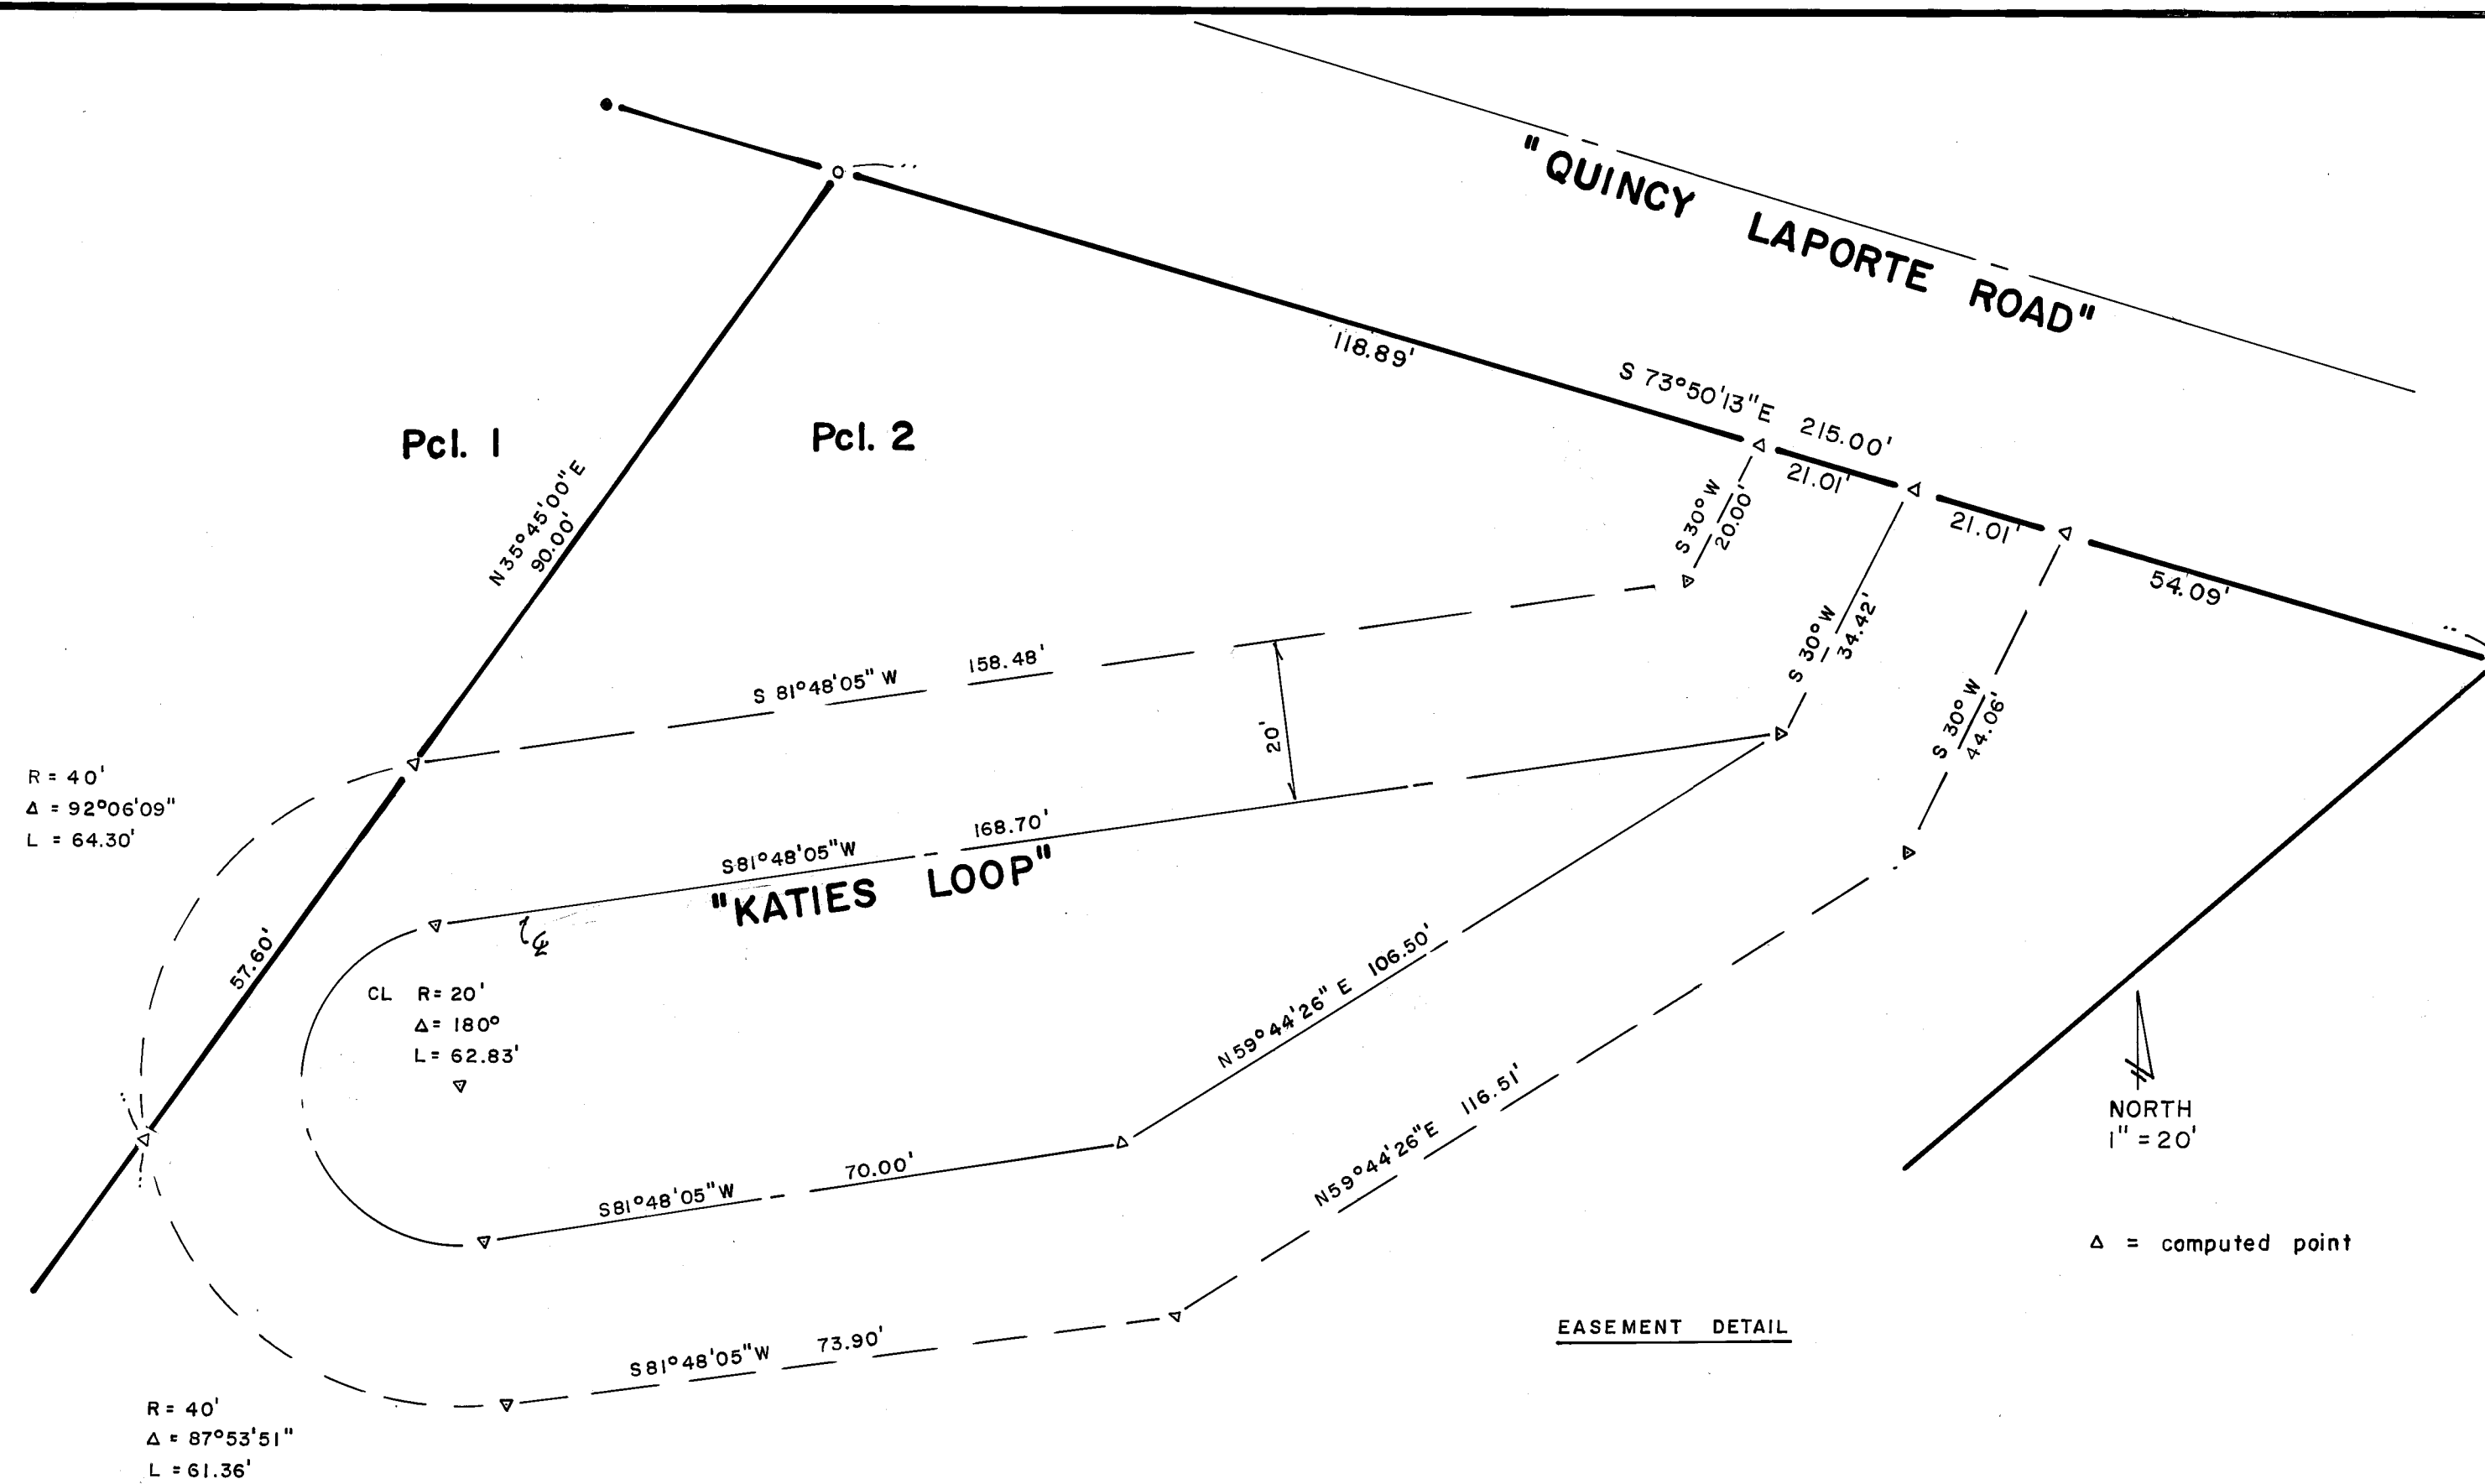 "QUINCY LAPORTE ROAD"
118.89'
S 73°50'13"E 215.00'
21.01'
21.01'
54.09'
Pcl. 1
Pcl. 2
N 35°45'00"E
90.00'
S 30° W
20.00'
S 30° W
34.42'
S 30° W
44.06'
S 81°48'05" W 158.48'
20'
R = 40'
Δ = 92°06'09"
L = 64.30'
S81°48'05"W 168.70'
"KATIES LOOP"
57.60'
CL R= 20'
Δ= 180°
L= 62.83'
N59°44'26" E 106.50'
N59°44'26"E 116.51'
NORTH
1" = 20'
S81°48'05"W 70.00'
Δ = computed point
S81°48'05"W 73.90'
EASEMENT DETAIL
R = 40'
Δ = 87°53'51"
L = 61.36'